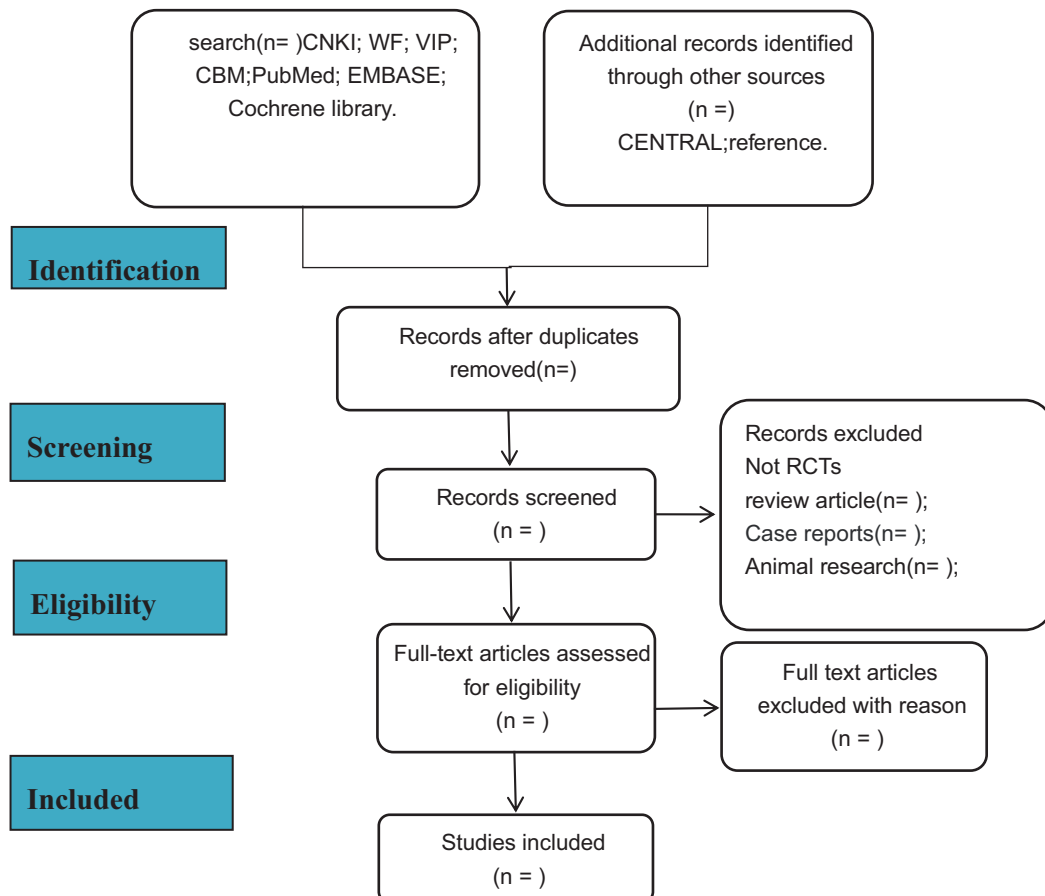 search(n= )CNKI; WF; VIP;
CBM;PubMed; EMBASE;
Cochrene library.
Additional records identified
through other sources
(n =)
CENTRAL;reference.
Identification
Records after duplicates
removed(n=)
Screening
Records screened
(n = )
Records excluded
Not RCTs
review article(n= );
Case reports(n= );
Animal research(n= );
Eligibility
Full-text articles assessed
for eligibility
(n = )
Full text articles
excluded with reason
(n = )
Included
Studies included
(n = )